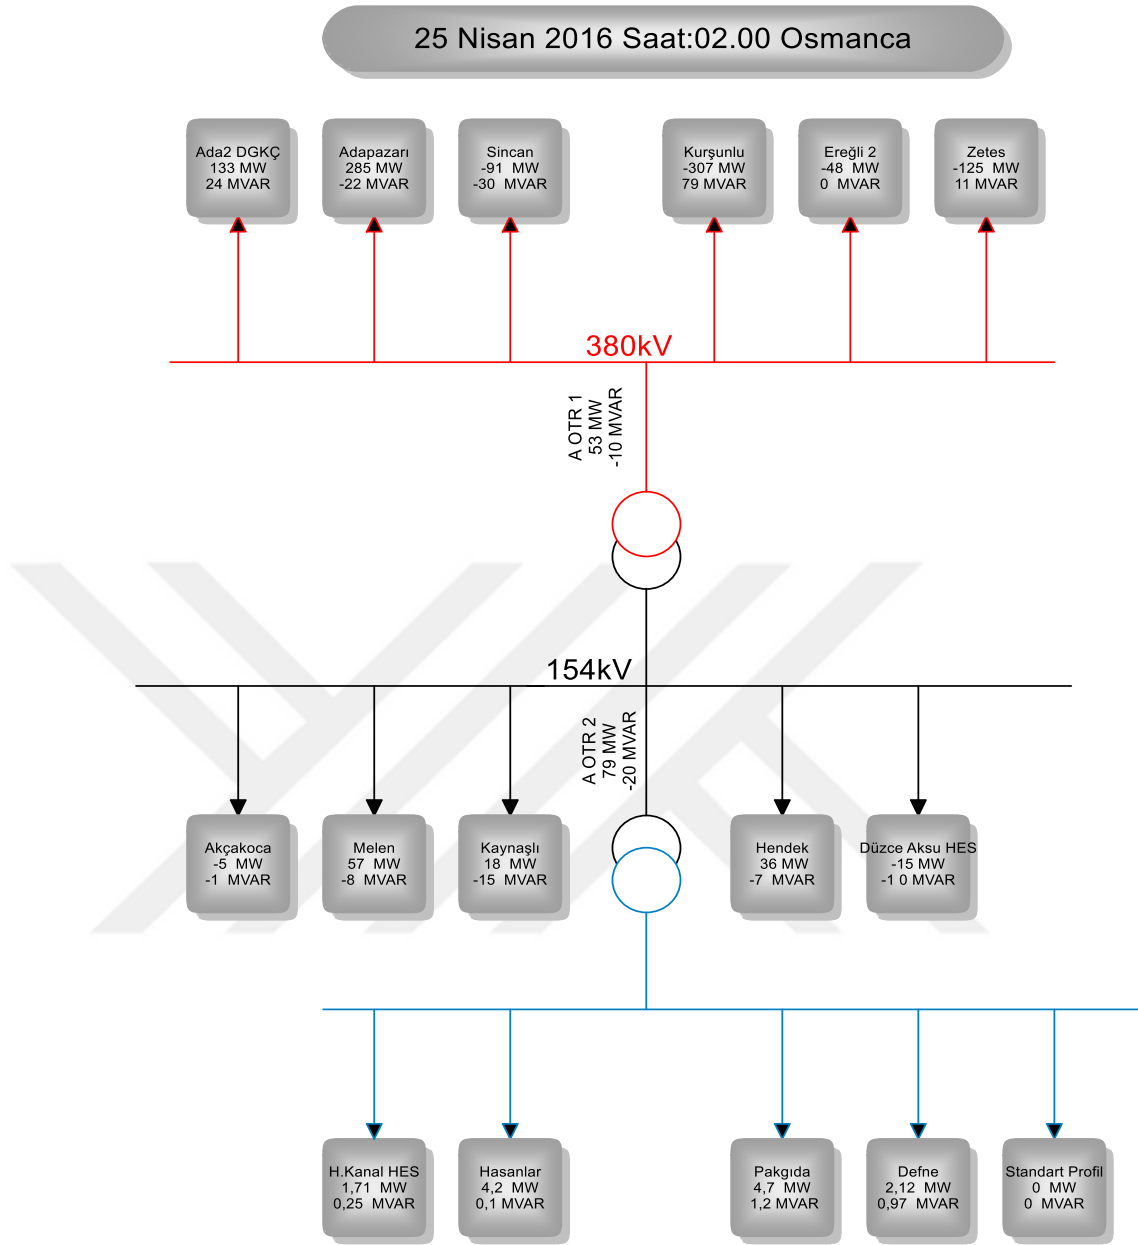 25 Nisan 2016 Saat:02.00 Osmanca
Ada2 DGKÇ
133 MW
24 MVAR
Adapazarı
285 MW
-22 MVAR
Sincan
-91 MW
-30 MVAR
Kurşunlu
-307 MW
79 MVAR
Ereğli 2
-48 MW
0 MVAR
Zetes
-125 MW
11 MVAR
380kV
A OTR 1
53 MW
-10 MVAR
154kV
A OTR 2
79 MW
-20 MVAR
Akçakoca
-5 MW
-1 MVAR
Melen
57 MW
-8 MVAR
Kaynaşlı
18 MW
-15 MVAR
Hendek
36 MW
-7 MVAR
Düzce Aksu HES
-15 MW
-1 0 MVAR
H.Kanal HES
1,71 MW
0,25 MVAR
Hasanlar
4,2 MW
0,1 MVAR
Pakgıda
4,7 MW
1,2 MVAR
Defne
2,12 MW
0,97 MVAR
Standart Profil
0 MW
0 MVAR